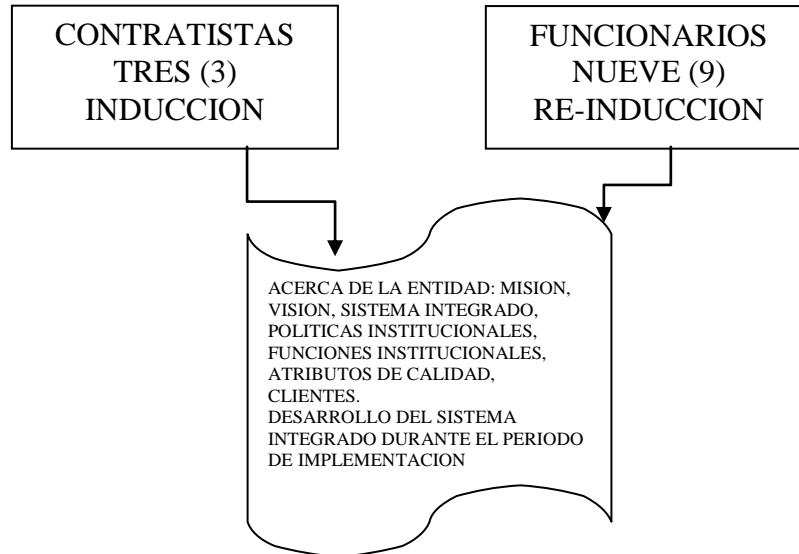 CONTRATISTAS
TRES (3)
INDUCCION
FUNCIONARIOS
NUEVE (9)
RE-INDUCCION
ACERCA DE LA ENTIDAD: MISION,
VISION, SISTEMA INTEGRADO,
POLITICAS INSTITUCIONALES,
FUNCIONES INSTITUCIONALES,
ATRIBUTOS DE CALIDAD,
CLIENTES.
DESARROLLO DEL SISTEMA
INTEGRADO DURANTE EL PERIODO
DE IMPLEMENTACION